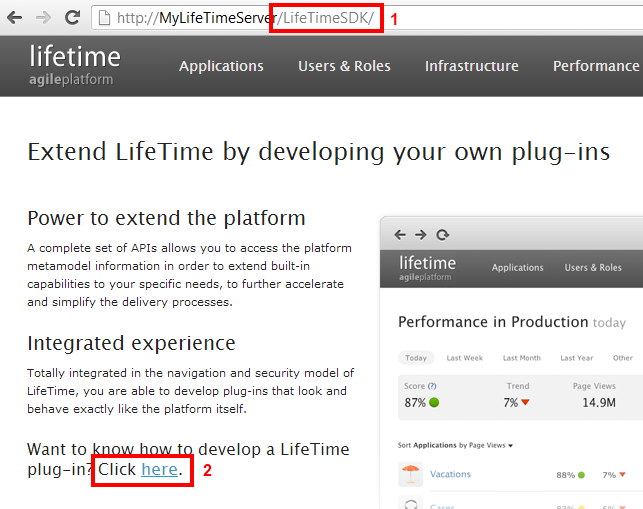 http://MyLifeTimeServer/LifeTimeSDK/ 1
lifetime
agileplatform
Applications Users & Roles Infrastructure Performance
Extend LifeTime by developing your own plug-ins
Power to extend the platform
A complete set of APIs allows you to access the platform
metamodel information in order to extend built-in
capabilities to your specific needs, to further accelerate
and simplify the delivery processes.
Integrated experience
Totally integrated in the navigation and security model of
LifeTime, you are able to develop plug-ins that look and
behave exactly like the platform itself.
Want to know how to develop a LifeTime
plug-in? Click here. 2
lifetime
agileplatform
Applications Users & Roles
Performance in Production today
Today Last Week Last Month Last Year Other
Score (?) Trend Page Views
87% 7% 14.9M
Sort Applications by Page Views
Vacations 88% 7%
Cases